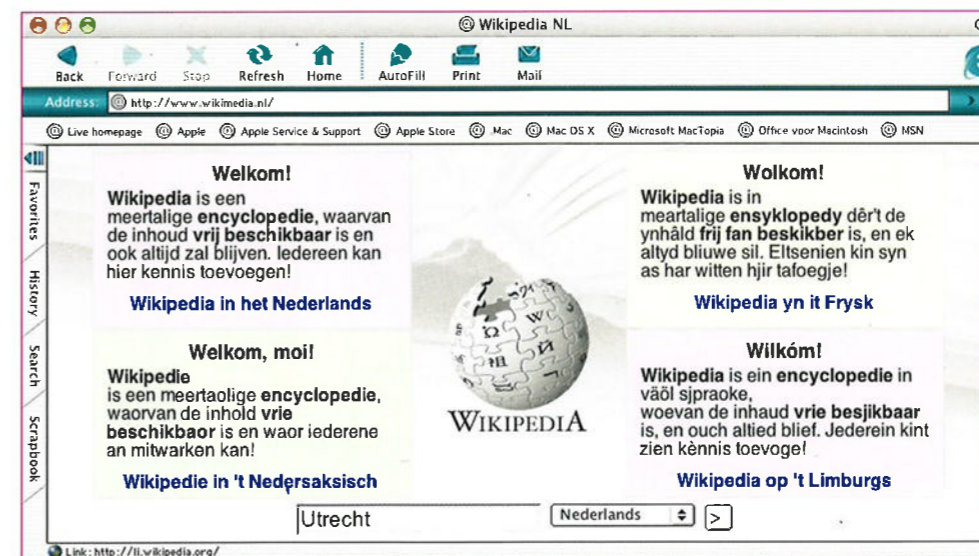 Wikipedia NL
Back Forward Stop Refresh Home AutoFill Print Mail
Address: http://www.wikimedia.nl/
Live homepage Apple Apple Service & Support Apple Store .Mac Mac OS X Microsoft MacTopia Office voor Macintosh MSN
Favorites
History
Search
Scrapbook
Welkom!
Wikipedia is een
meertalige encyclopedie, waarvan
de inhoud vrij beschikbaar is en
ook altijd zal blijven. Iedereen kan
hier kennis toevoegen!
Wikipedia in het Nederlands
Wolkom!
Wikipedia is in
meartalige ensyklopedy dêr't de
ynhâld frij fan beskikber is, en ek
altyd bliuwe sil. Eltsenien kin syn
as har witten hjir tafoegje!
Wikipedia yn it Frysk
Welkom, moi!
Wikipedie
is een meertaolige encyclopedie,
waorvan de inhold vrie
beschikbaor is en waor iederene
an mitwarken kan!
Wikipedie in 't Nedersaksisch
WIKIPEDIA
Wilkóm!
Wikipedia is ein encyclopedie in
väöl sjpraoke,
woevan de inhaud vrie besjikbaar
is, en ouch altied blief. Jederein kint
zien kènnis toevoge!
Wikipedia op 't Limburgs
Utrecht Nederlands >
Link: http://li.wikipedia.org/